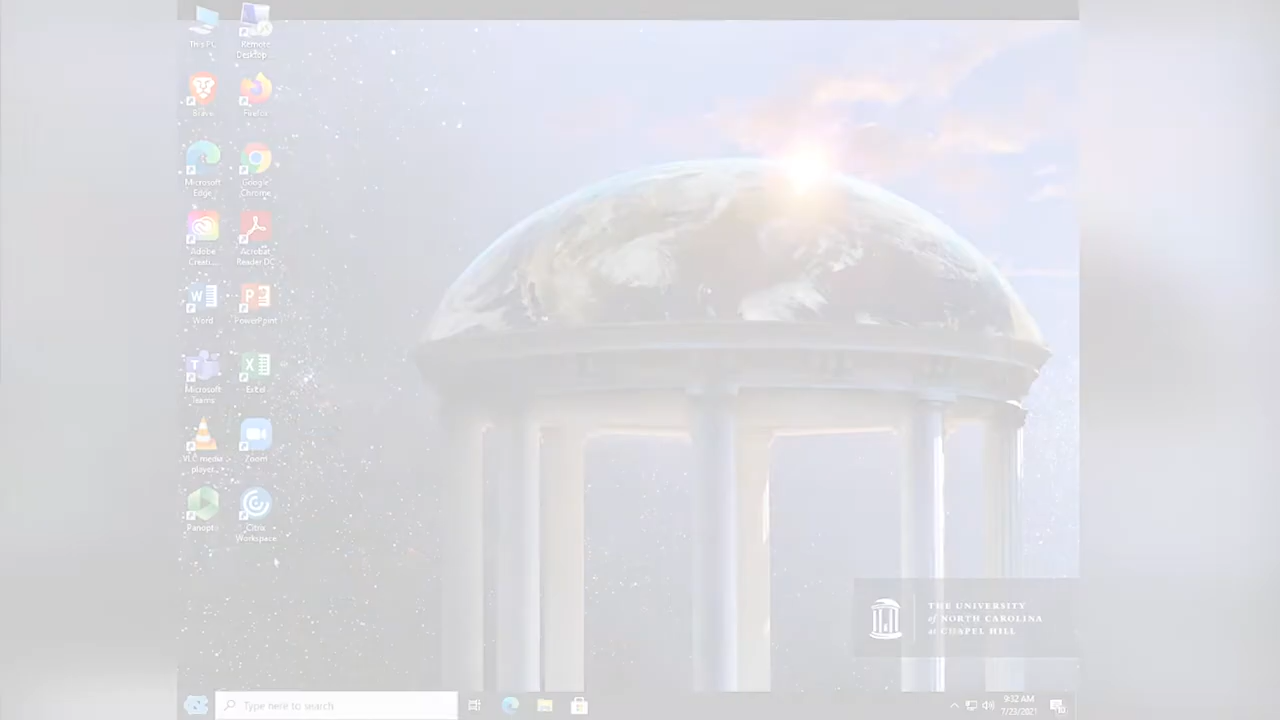 This PC
Remote
Desktop...
Brave
Firefox
Microsoft
Edge
Google
Chrome
Adobe
Creati...
Acrobat
Reader DC
Word
PowerPoint
Microsoft
Teams
Excel
VLC media
player
Zoom
Panopto
Citrix
Workspace
THE UNIVERSITY
of NORTH CAROLINA
at CHAPEL HILL
Type here to search
9:32 AM
7/23/2021